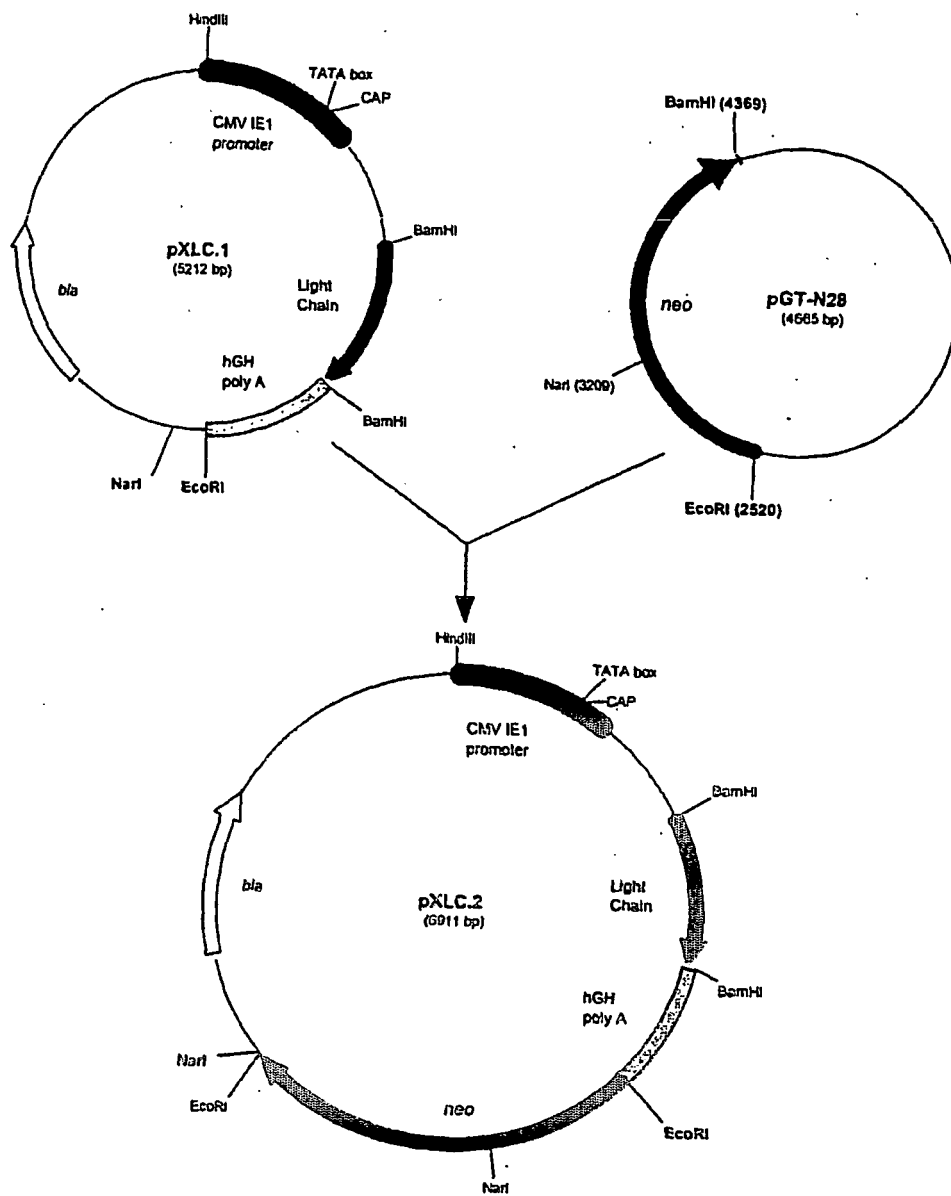 HindIII
TATA box
CAP
CMV IE1
promoter
BamHI
pXLC.1
(5212 bp)
bla
Light
Chain
hGH
poly A
BamHI
NarI
EcoRI
BamHI (4369)
neo
pGT-N28
(4665 bp)
NarI (3209)
EcoRI (2520)
HindIII
TATA box
CAP
CMV IE1
promoter
BamHI
bla
pXLC.2
(6911 bp)
Light
Chain
BamHI
hGH
poly A
NarI
EcoRI
neo
EcoRI
NarI